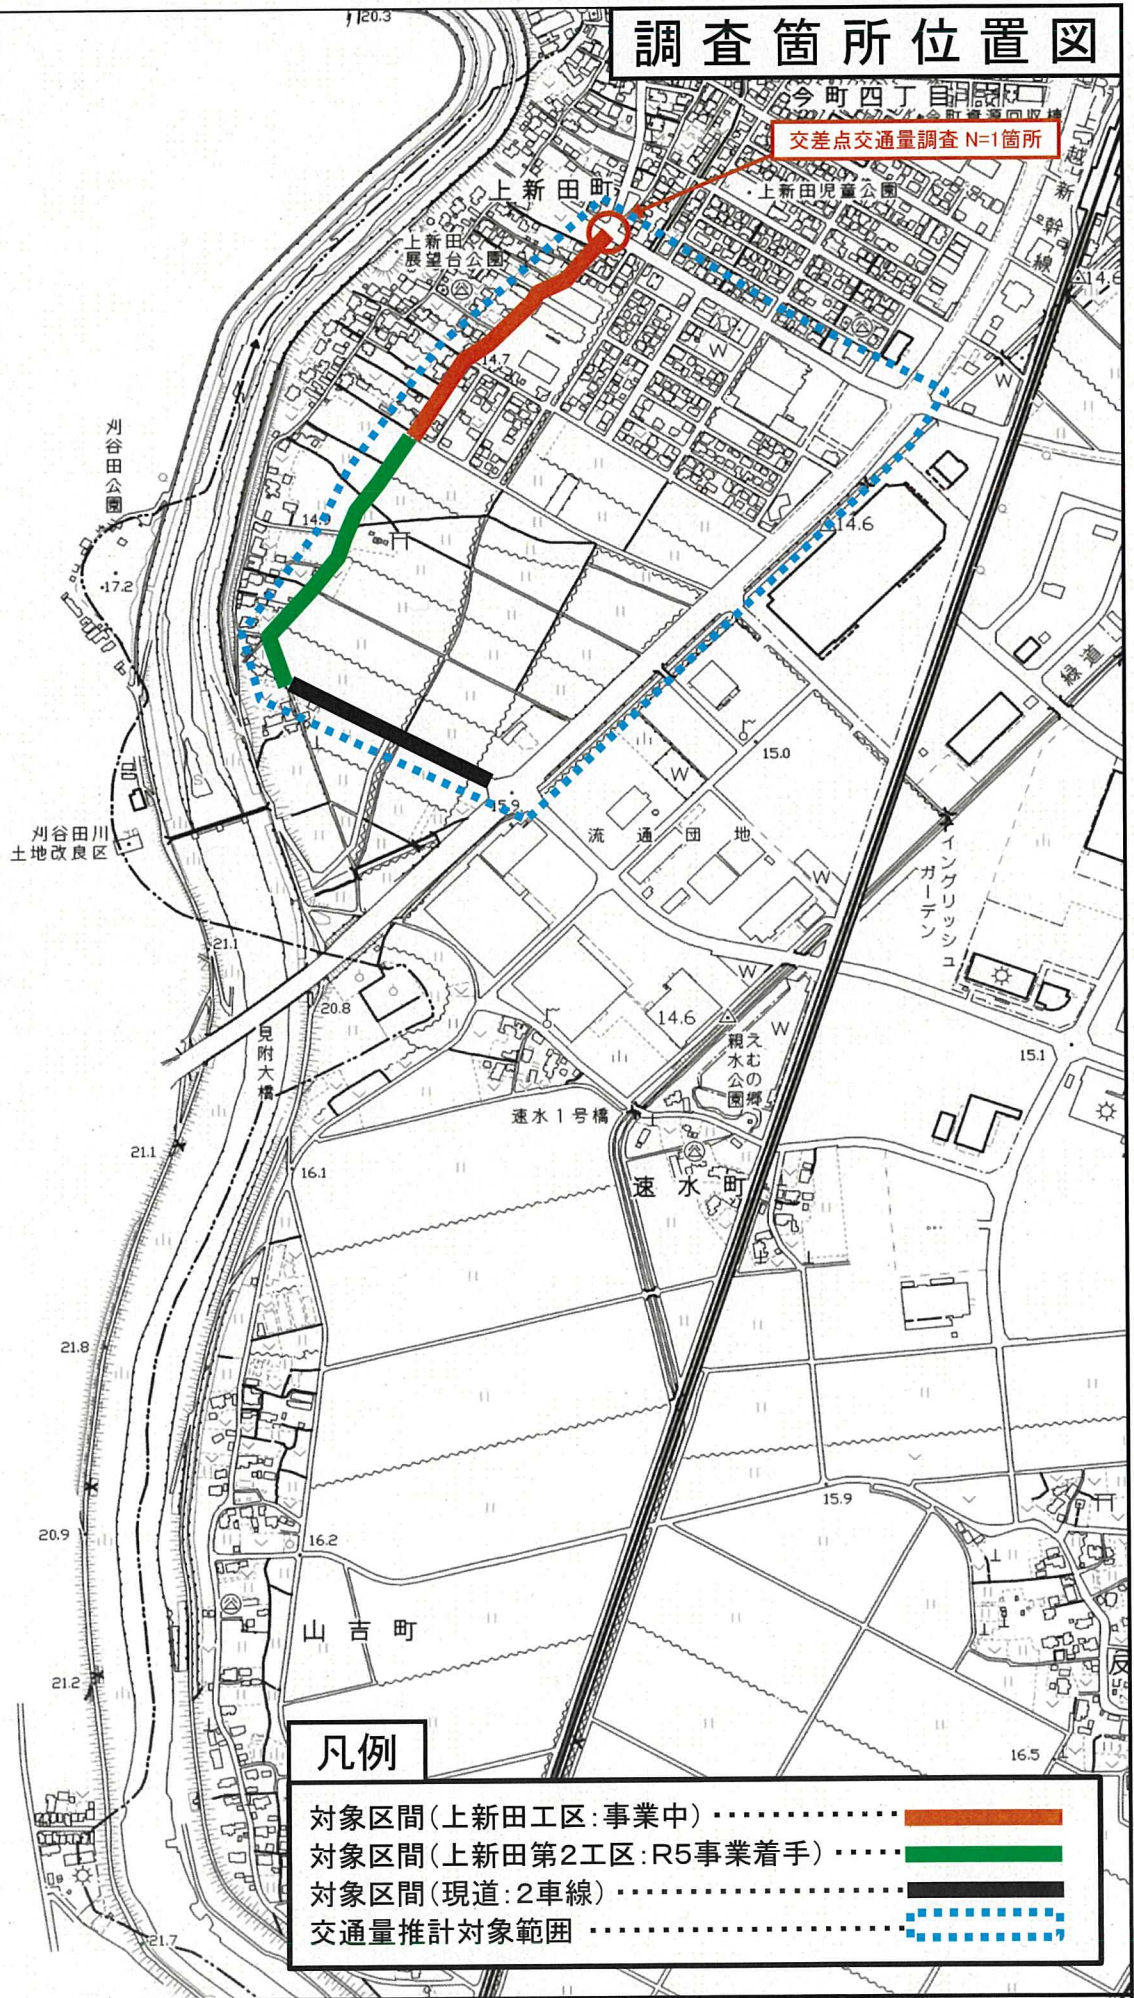 調査箇所位置図
20.3
今町四丁目
交差点交通量調査 N=1箇所
上越新幹線
上新田町
上新田児童公園
上新田
展望台公園
14.6
14.7
W
W
刈谷田公園
14.9
14.6
17.2
緑道
15.0
W
15.9
流通団地
刈谷田川
土地改良区
W
イングリッシュ
ガーデン
21.1
W
20.8
14.6
W
見附大橋
えむの郷
親水公園
15.1
速水1号橋
21.1
16.1
速水町
21.8
15.9
20.9
16.2
山吉町
21.2
反
16.5
凡例
対象区間(上新田工区:事業中)
対象区間(上新田第2工区:R5事業着手)
対象区間(現道:2車線)
交通量推計対象範囲
21.7